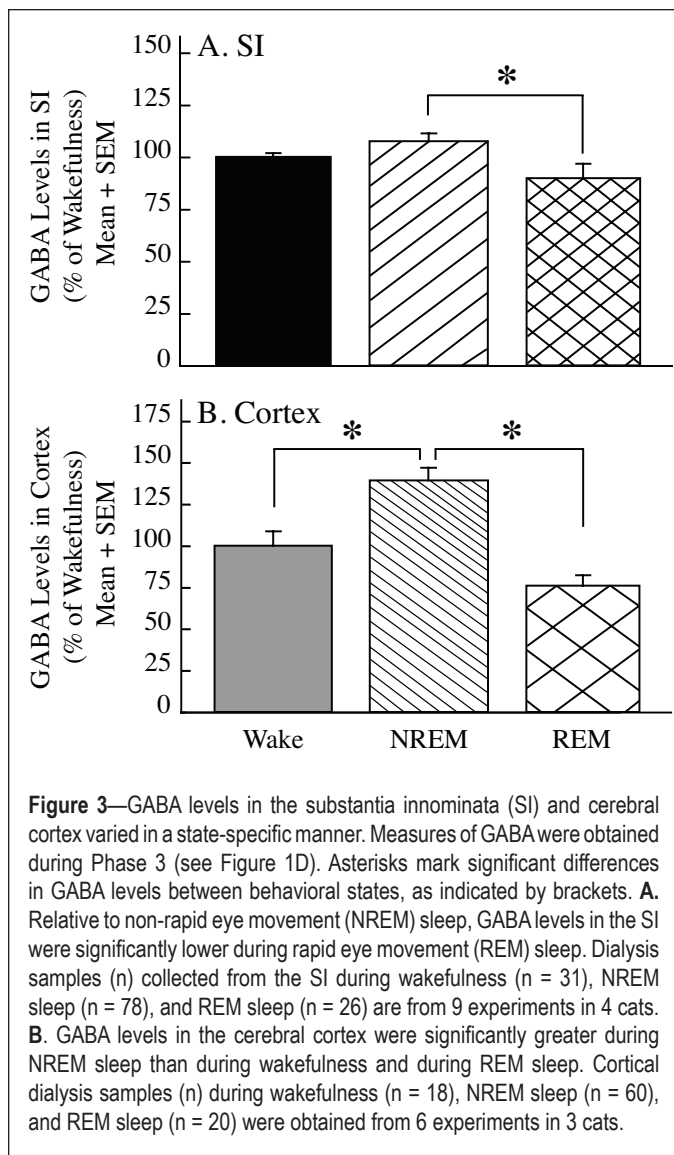 A. SI
*
GABA Levels in SI
(% of Wakefulness)
Mean + SEM
150
125
100
75
50
25
0
B. Cortex
*
*
GABA Levels in Cortex
(% of Wakefulness)
Mean + SEM
175
150
125
100
75
50
25
0
Wake NREM REM
Figure 3—GABA levels in the substantia innominata (SI) and cerebral
cortex varied in a state-specific manner. Measures of GABA were obtained
during Phase 3 (see Figure 1D). Asterisks mark significant differences
in GABA levels between behavioral states, as indicated by brackets. A.
Relative to non-rapid eye movement (NREM) sleep, GABA levels in the SI
were significantly lower during rapid eye movement (REM) sleep. Dialysis
samples (n) collected from the SI during wakefulness (n = 31), NREM
sleep (n = 78), and REM sleep (n = 26) are from 9 experiments in 4 cats.
B. GABA levels in the cerebral cortex were significantly greater during
NREM sleep than during wakefulness and during REM sleep. Cortical
dialysis samples (n) during wakefulness (n = 18), NREM sleep (n = 60),
and REM sleep (n = 20) were obtained from 6 experiments in 3 cats.